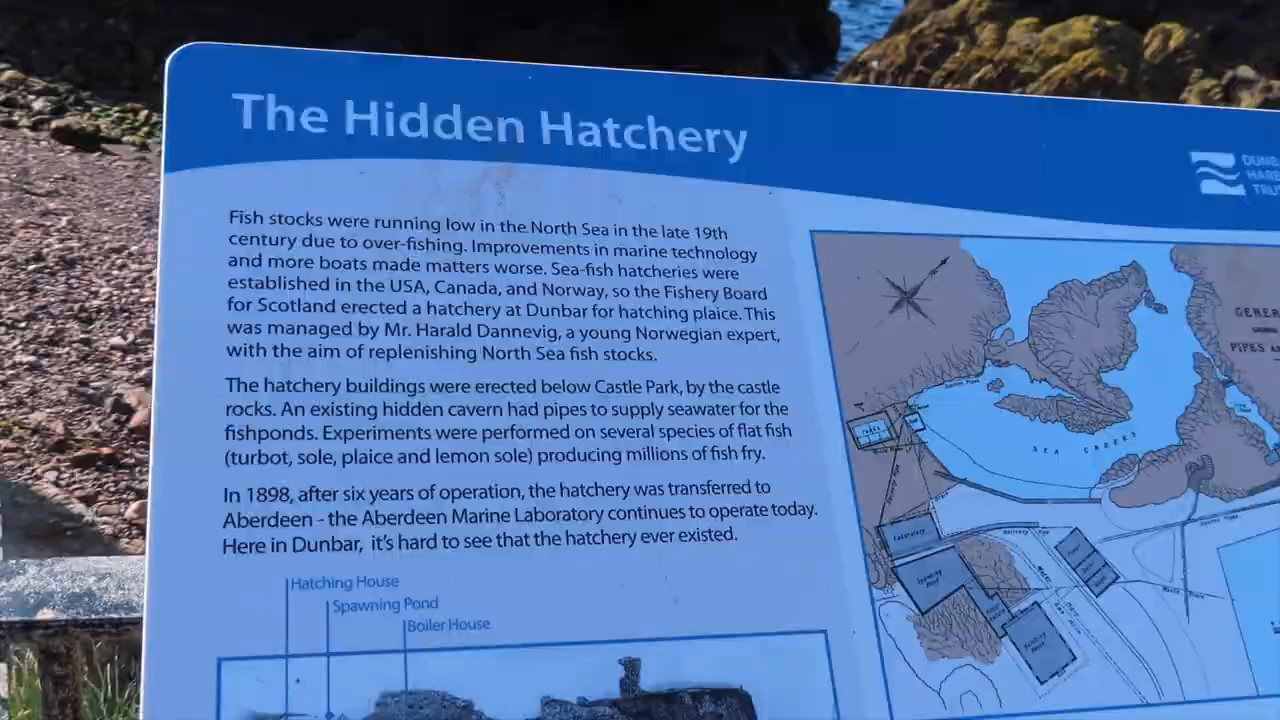 The Hidden Hatchery
Fish stocks were running low in the North Sea in the late 19th
century due to over-fishing. Improvements in marine technology
and more boats made matters worse. Sea-fish hatcheries were
established in the USA, Canada, and Norway, so the Fishery Board
for Scotland erected a hatchery at Dunbar for hatching plaice. This
was managed by Mr. Harald Dannevig, a young Norwegian expert,
with the aim of replenishing North Sea fish stocks.
The hatchery buildings were erected below Castle Park, by the castle
rocks. An existing hidden cavern had pipes to supply seawater for the
fishponds. Experiments were performed on several species of flat fish
(turbot, sole, plaice and lemon sole) producing millions of fish fry.
In 1898, after six years of operation, the hatchery was transferred to
Aberdeen - the Aberdeen Marine Laboratory continues to operate today.
Here in Dunbar, it's hard to see that the hatchery ever existed.
Hatching House
Spawning Pond
Boiler House
GENER
PIPES
SEA CREEKS
Laboratory
Spawning
Pond